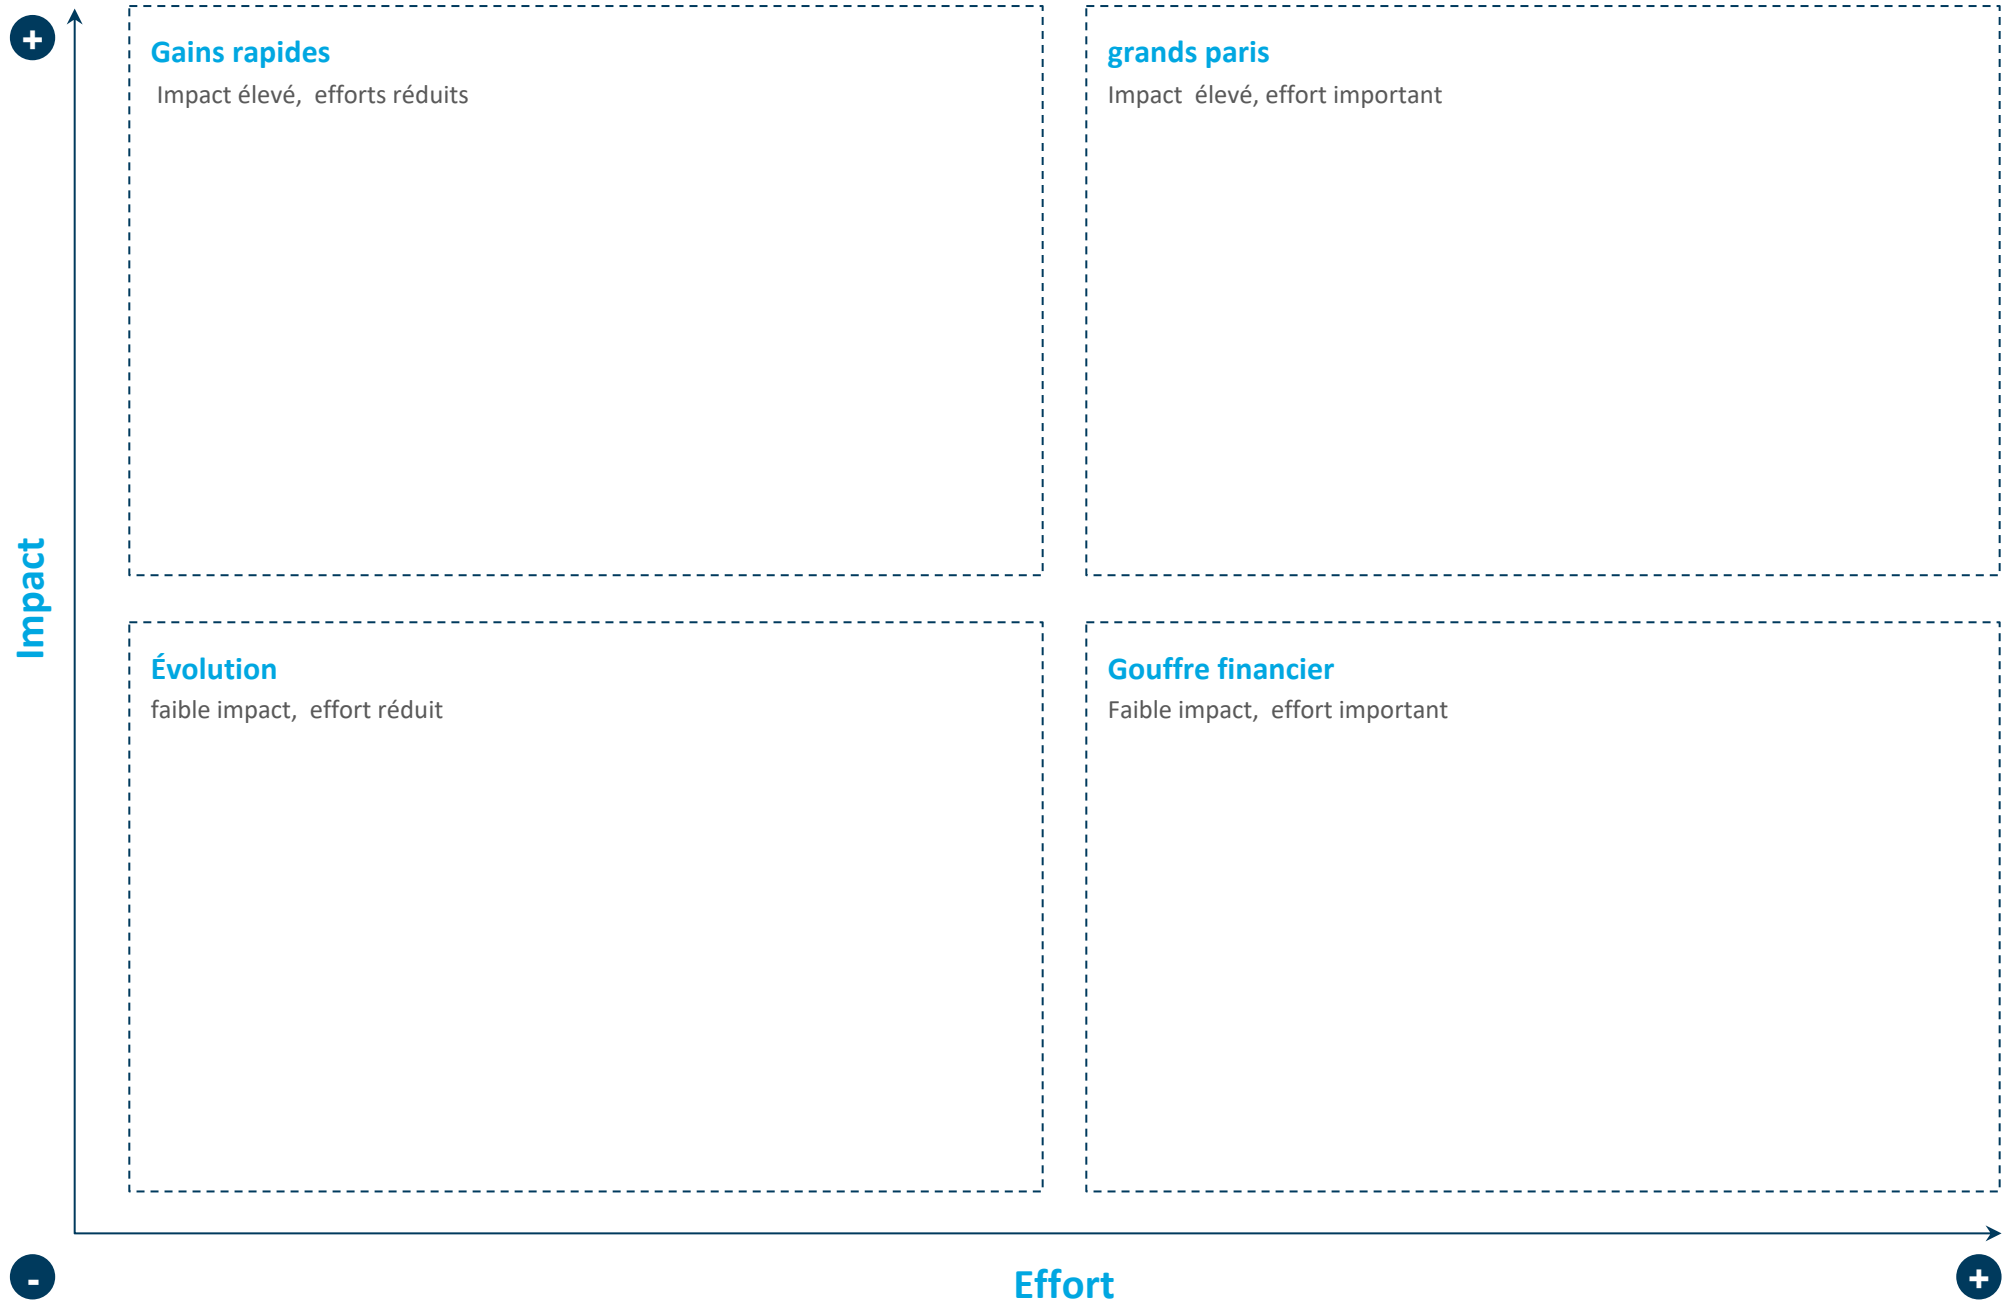 +
Gains rapides
Impact élevé,  efforts réduits
grands paris
Impact  élevé, effort important
Impact
Évolution
faible impact,  effort réduit
Gouffre financier
Faible impact,  effort important
-
Effort
+